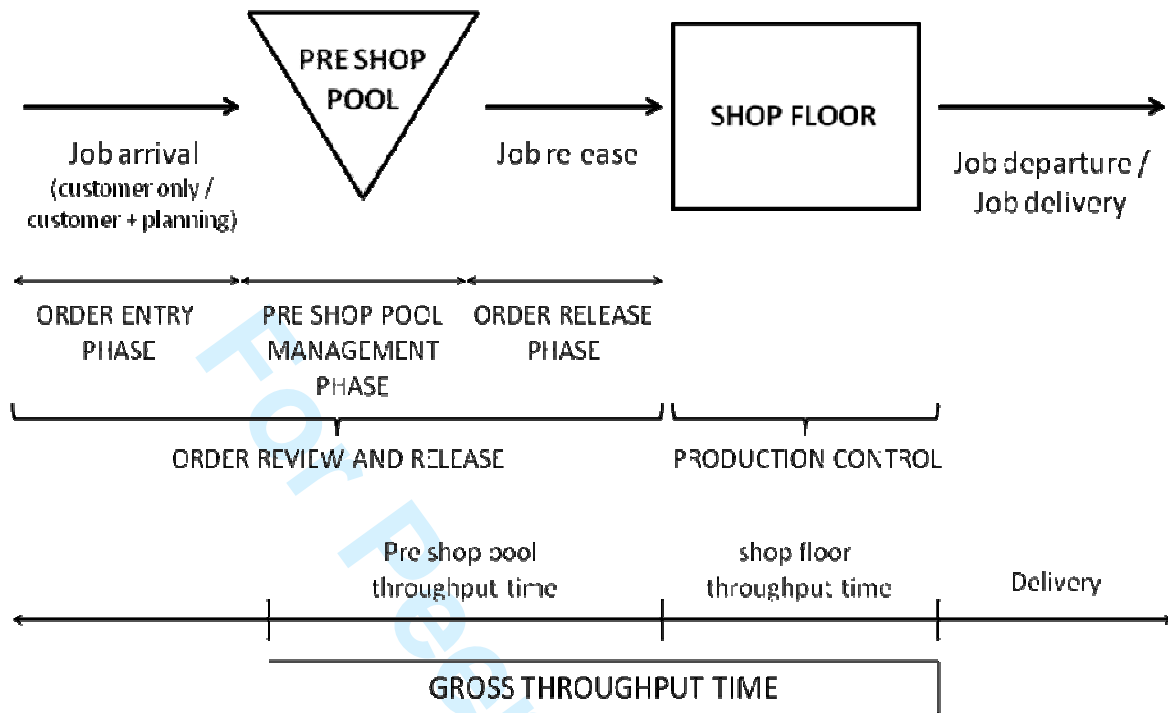 PRE SHOP
POOL
SHOP FLOOR
Job arrival
(customer only /
customer + planning)
Job re ease
Job departure /
Job delivery
ORDER ENTRY
PHASE
PRE SHOP POOL
MANAGEMENT
PHASE
ORDER RELEASE
PHASE
ORDER REVIEW AND RELEASE
PRODUCTION CONTROL
Pre shop pool
throughput time
shop floor
throughput time
Delivery
GROSS THROUGHPUT TIME
For Pee